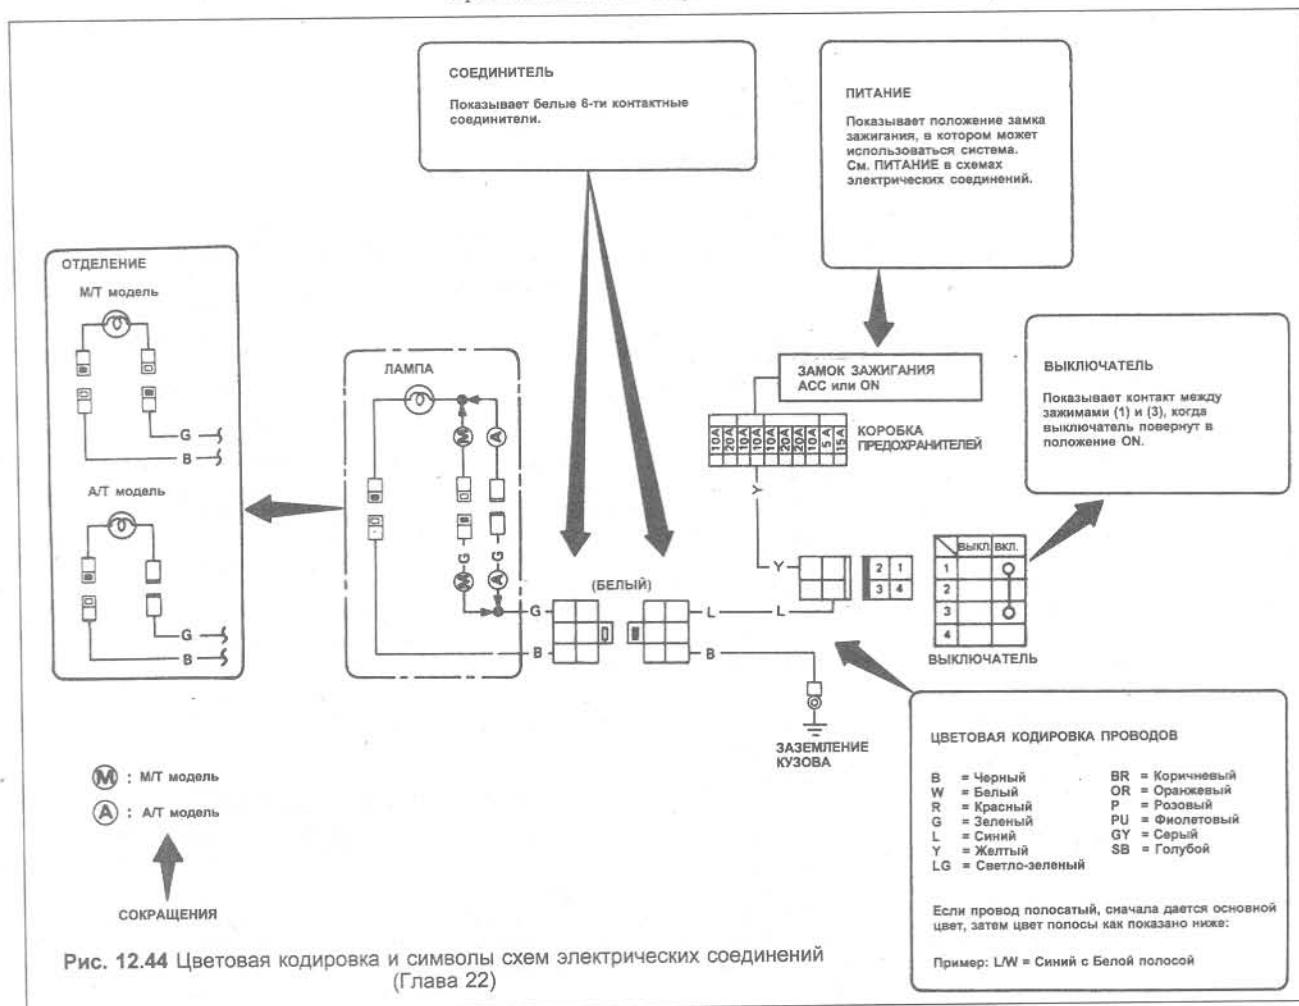 СОЕДИНИТЕЛЬ
Показывает белые 6-ти контактные
соединители.
ПИТАНИЕ
Показывает положение замка
зажигания, в котором может
использоваться система.
См. ПИТАНИЕ в схемах
электрических соединений.
ОТДЕЛЕНИЕ
М/Т модель
G
B
А/Т модель
G
B
ЛАМПА
M
A
G
G
M
A
G
B
(БЕЛЫЙ)
L
L
B
ЗАМОК ЗАЖИГАНИЯ
ACC или ON
10A 20A 10A 10A 10A 20A 20A 10A 5A 15A
КОРОБКА
ПРЕДОХРАНИТЕЛЕЙ
Y
Y
2 1
3 4
ВЫКЛ. ВКЛ.
1
2
3
4
ВЫКЛЮЧАТЕЛЬ
ВЫКЛЮЧАТЕЛЬ
Показывает контакт между
зажимами (1) и (3), когда
выключатель повернут в
положение ON.
ЗАЗЕМЛЕНИЕ
КУЗОВА
M : М/Т модель
A : А/Т модель
СОКРАЩЕНИЯ
ЦВЕТОВАЯ КОДИРОВКА ПРОВОДОВ
B = Черный
W = Белый
R = Красный
G = Зеленый
L = Синий
Y = Желтый
LG = Светло-зеленый
BR = Коричневый
OR = Оранжевый
P = Розовый
PU = Фиолетовый
GY = Серый
SB = Голубой
Если провод полосатый, сначала дается основной
цвет, затем цвет полосы как показано ниже:
Пример: L/W = Синий с Белой полосой
Рис. 12.44 Цветовая кодировка и символы схем электрических соединений
(Глава 22)